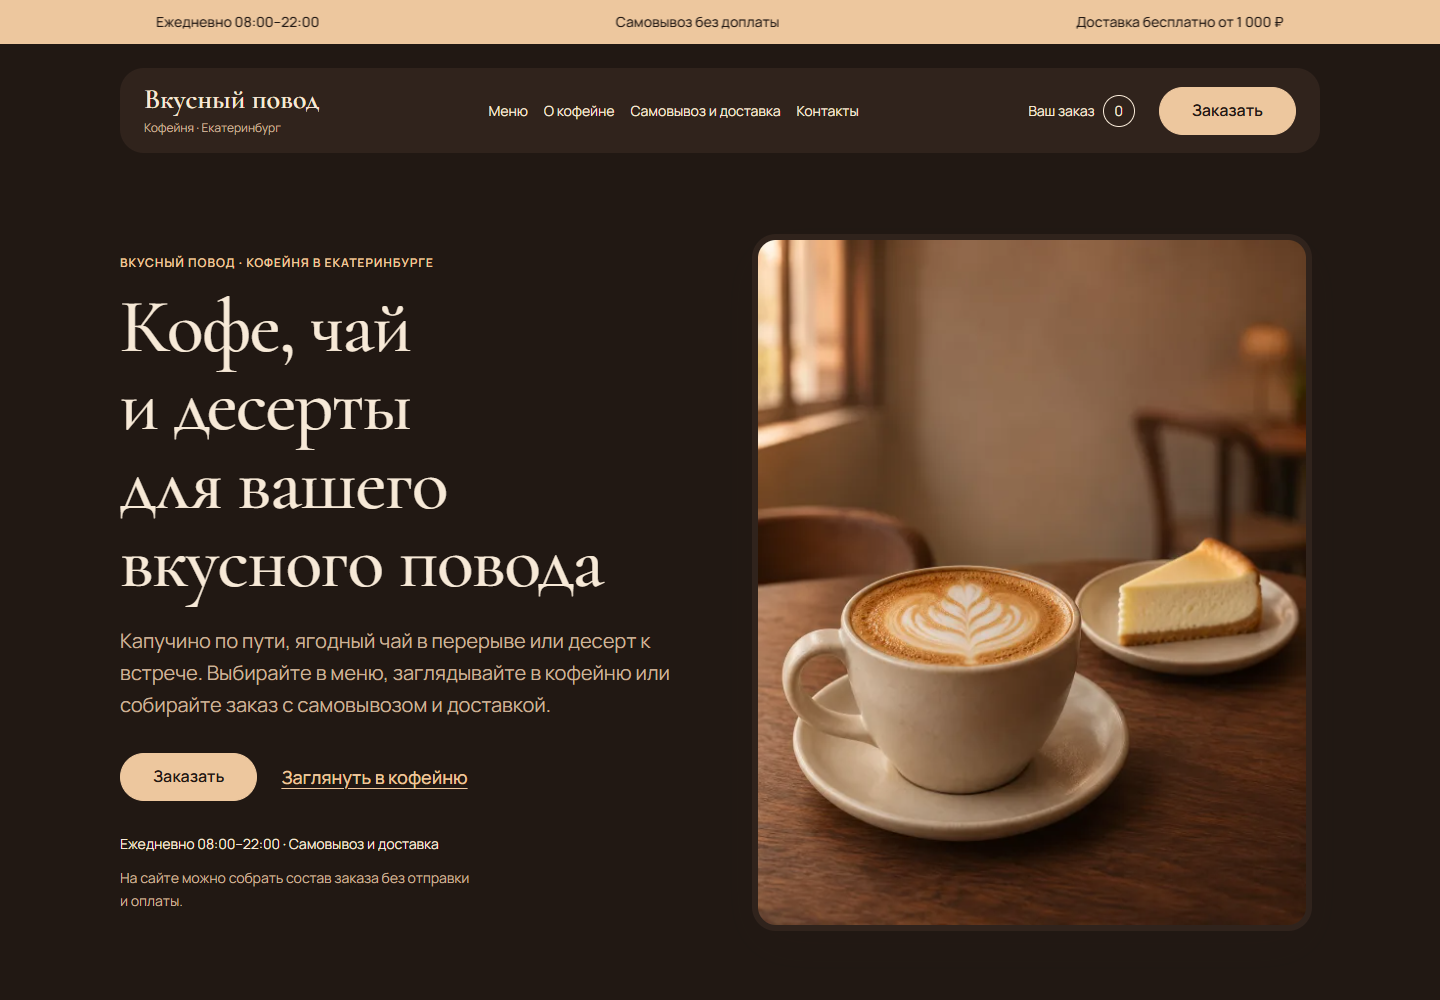 Ежедневно 08:00–22:00
Самовывоз без доплаты
Доставка бесплатно от 1 000 ₽
Вкусный повод
Кофейня · Екатеринбург
Меню
О кофейне
Самовывоз и доставка
Контакты
Ваш заказ
0
Заказать
ВКУСНЫЙ ПОВОД · КОФЕЙНЯ В ЕКАТЕРИНБУРГЕ
Кофе, чай
и десерты
для вашего
вкусного повода
Капучино по пути, ягодный чай в перерыве или десерт к
встрече. Выбирайте в меню, заглядывайте в кофейню или
собирайте заказ с самовывозом и доставкой.
Заказать
Заглянуть в кофейню
Ежедневно 08:00–22:00 · Самовывоз и доставка
На сайте можно собрать состав заказа без отправки
и оплаты.